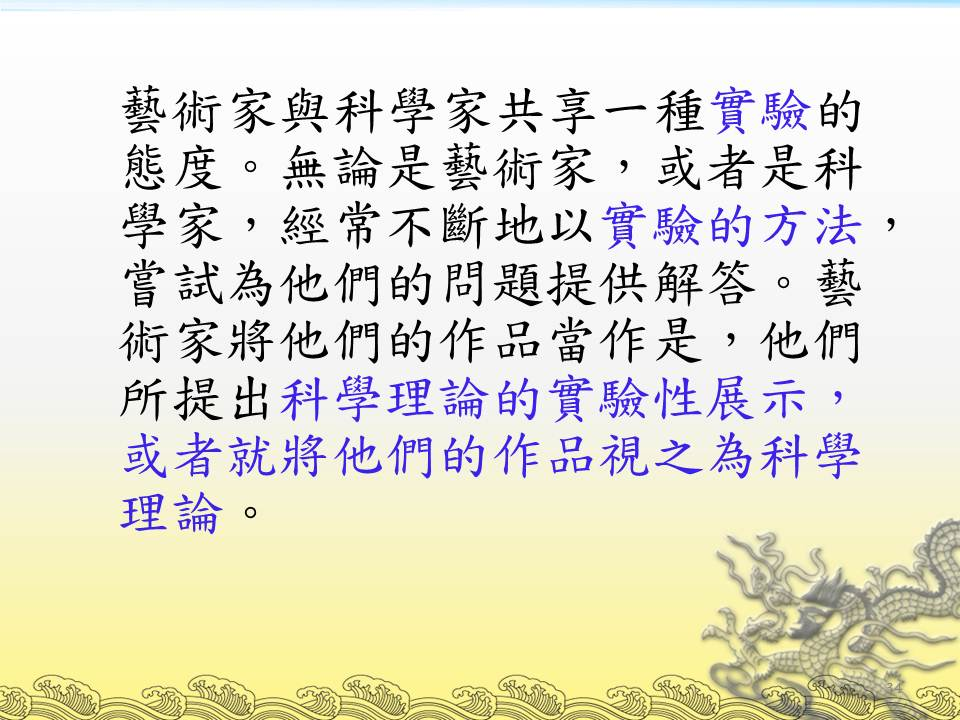 藝術家與科學家共享一種實驗的
態度。無論是藝術家，或者是科
學家，經常不斷地以實驗的方法，
嘗試為他們的問題提供解答。藝
術家將他們的作品當作是，他們
所提出科學理論的實驗性展示，
或者就將他們的作品視之為科學
理論。
34